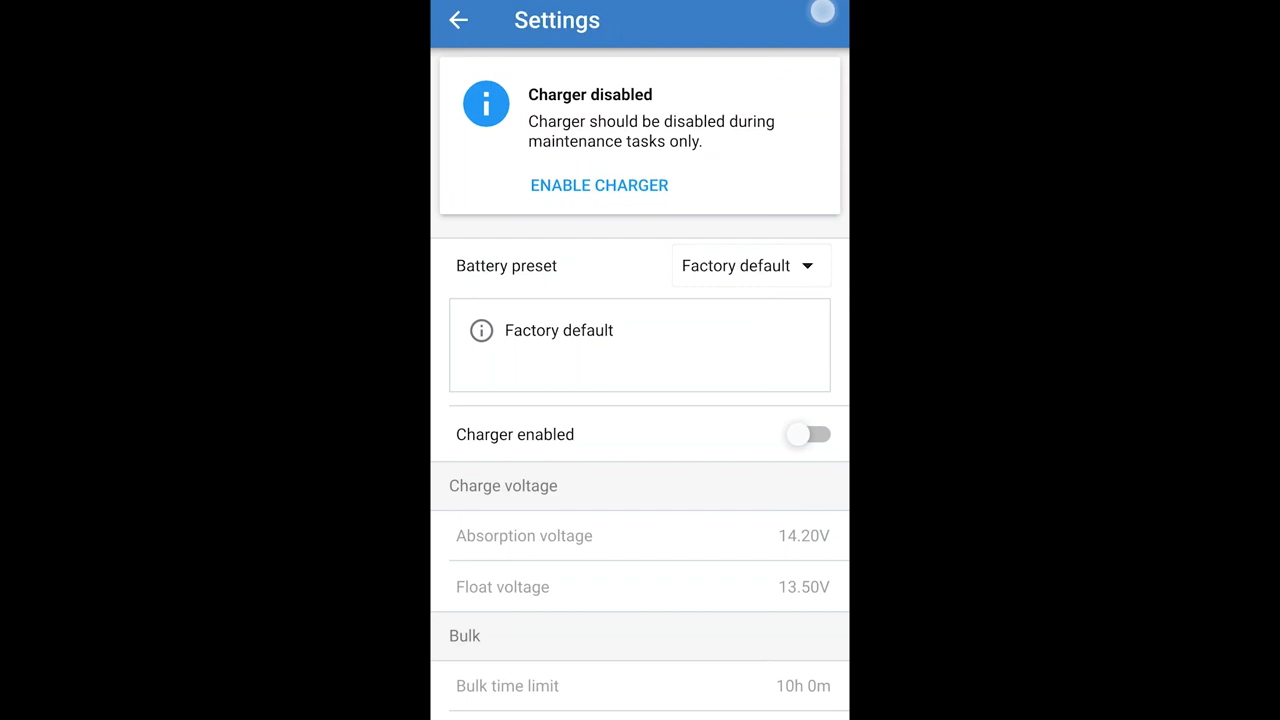 Settings
Charger disabled
Charger should be disabled during
maintenance tasks only.
ENABLE CHARGER
Battery preset
Factory default
Factory default
Charger enabled
Charge voltage
Absorption voltage 14.20V
Float voltage 13.50V
Bulk
Bulk time limit 10h 0m